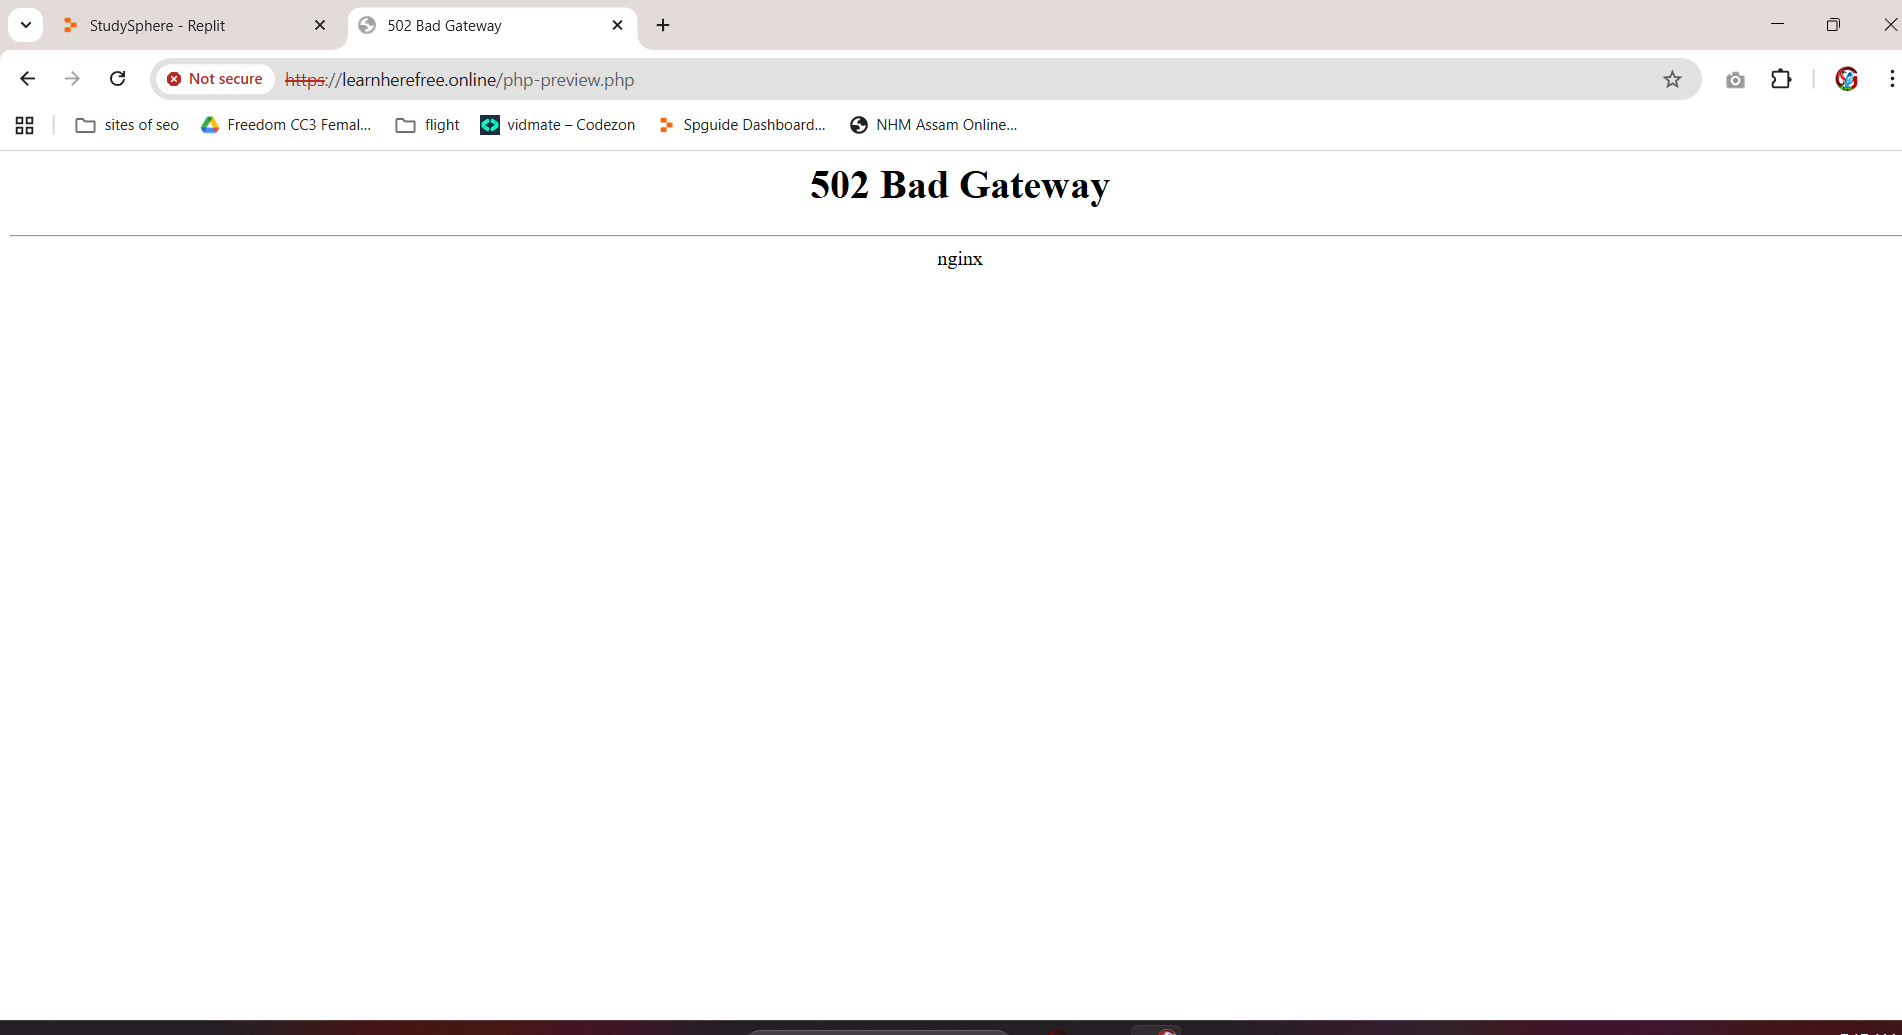 StudySphere - Replit
502 Bad Gateway
Not secure
https://learnherefree.online/php-preview.php
sites of seo
Freedom CC3 Femal...
flight
vidmate – Codezon
Spguide Dashboard...
NHM Assam Online...
502 Bad Gateway
nginx